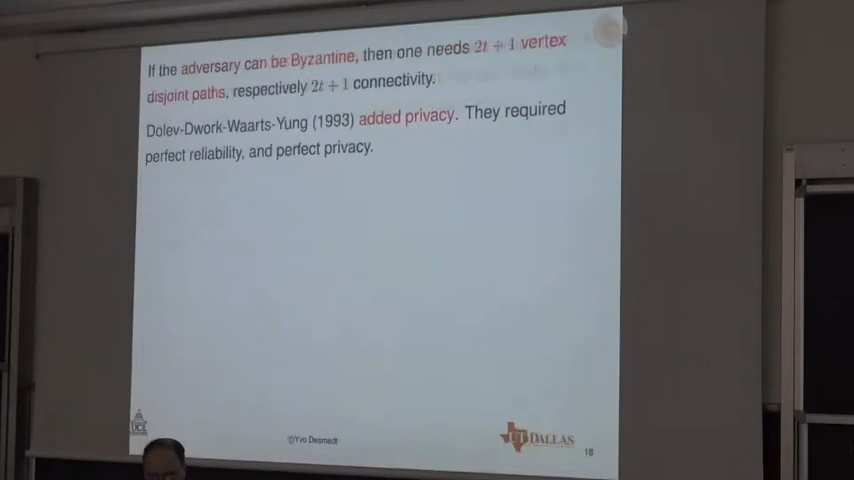 If the adversary can be Byzantine, then one needs 2t + 1 vertex
disjoint paths, respectively 2t + 1 connectivity.
Dolev-Dwork-Waarts-Yung (1993) added privacy. They required
perfect reliability, and perfect privacy.
UCL
©Yvo Desmedt
UT DALLAS
18